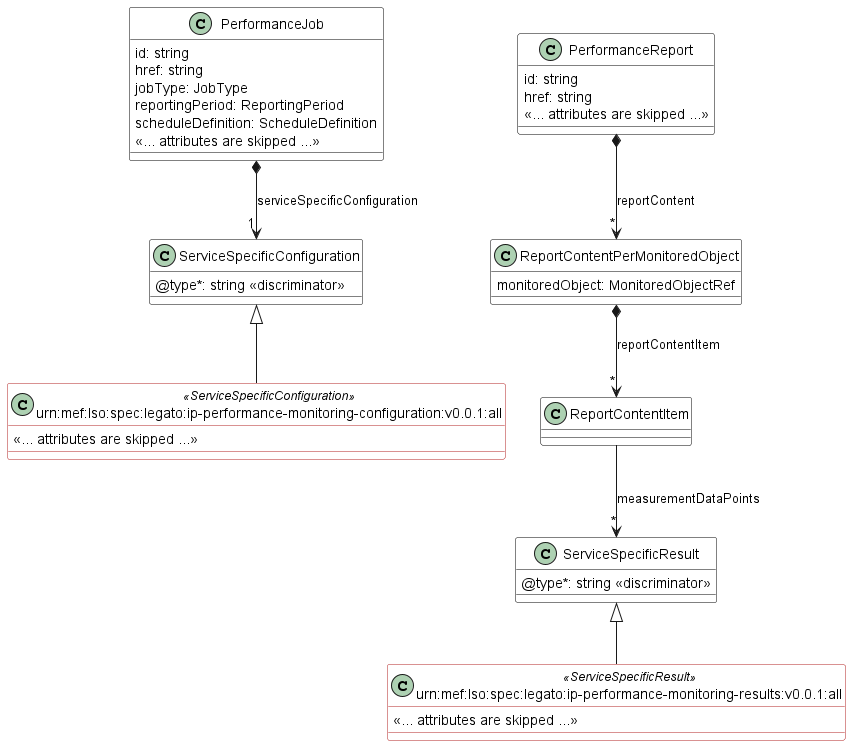 C PerformanceJob
id: string
href: string
jobType: JobType
reportingPeriod: ReportingPeriod
scheduleDefinition: ScheduleDefinition
«... attributes are skipped ...»
serviceSpecificConfiguration
1
C ServiceSpecificConfiguration
@type*: string «discriminator»
«ServiceSpecificConfiguration»
C urn:mef:lso:spec:legato:ip-performance-monitoring-configuration:v0.0.1:all
«... attributes are skipped ...»
C PerformanceReport
id: string
href: string
«... attributes are skipped ...»
reportContent
*
C ReportContentPerMonitoredObject
monitoredObject: MonitoredObjectRef
reportContentItem
*
C ReportContentItem
measurementDataPoints
*
C ServiceSpecificResult
@type*: string «discriminator»
«ServiceSpecificResult»
C urn:mef:lso:spec:legato:ip-performance-monitoring-results:v0.0.1:all
«... attributes are skipped ...»